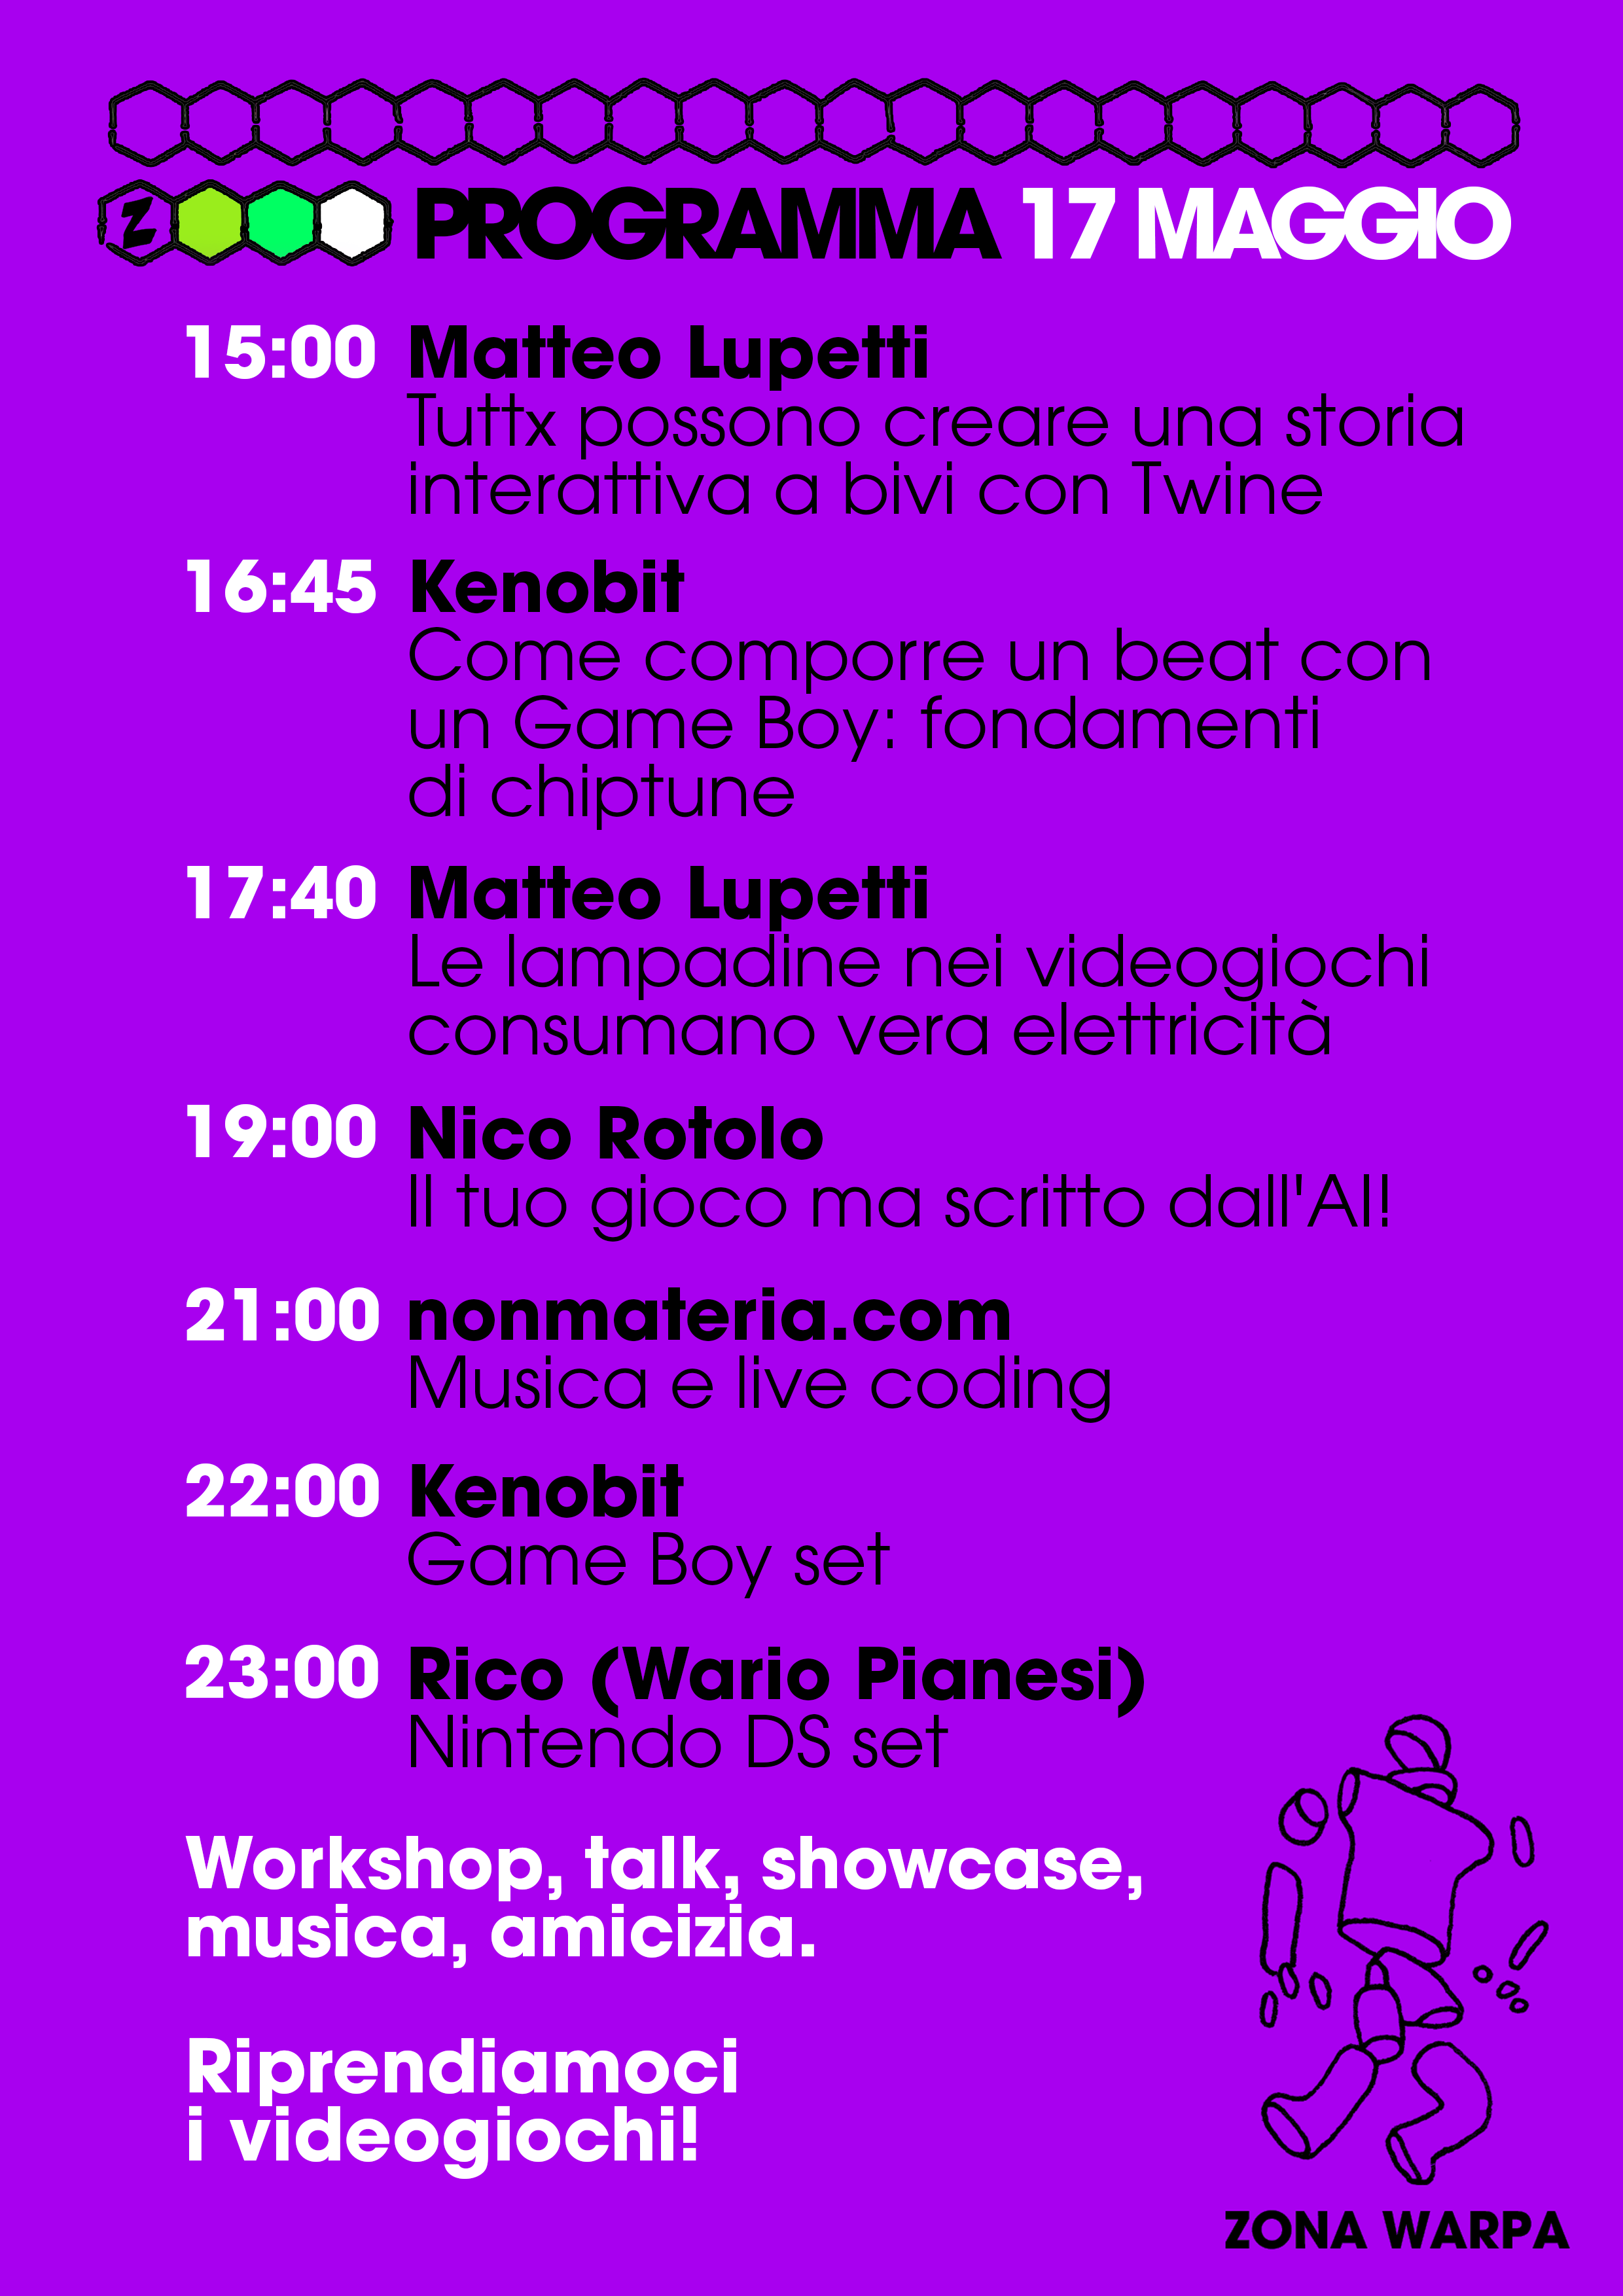 Z PROGRAMMA 17 MAGGIO
15:00 Matteo Lupetti
Tuttx possono creare una storia
interattiva a bivi con Twine
16:45 Kenobit
Come comporre un beat con
un Game Boy: fondamenti
di chiptune
17:40 Matteo Lupetti
Le lampadine nei videogiochi
consumano vera elettricità
19:00 Nico Rotolo
Il tuo gioco ma scritto dall'AI!
21:00 nonmateria.com
Musica e live coding
22:00 Kenobit
Game Boy set
23:00 Rico (Wario Pianesi)
Nintendo DS set
Workshop, talk, showcase,
musica, amicizia.
Riprendiamoci
i videogiochi!
ZONA WARPA